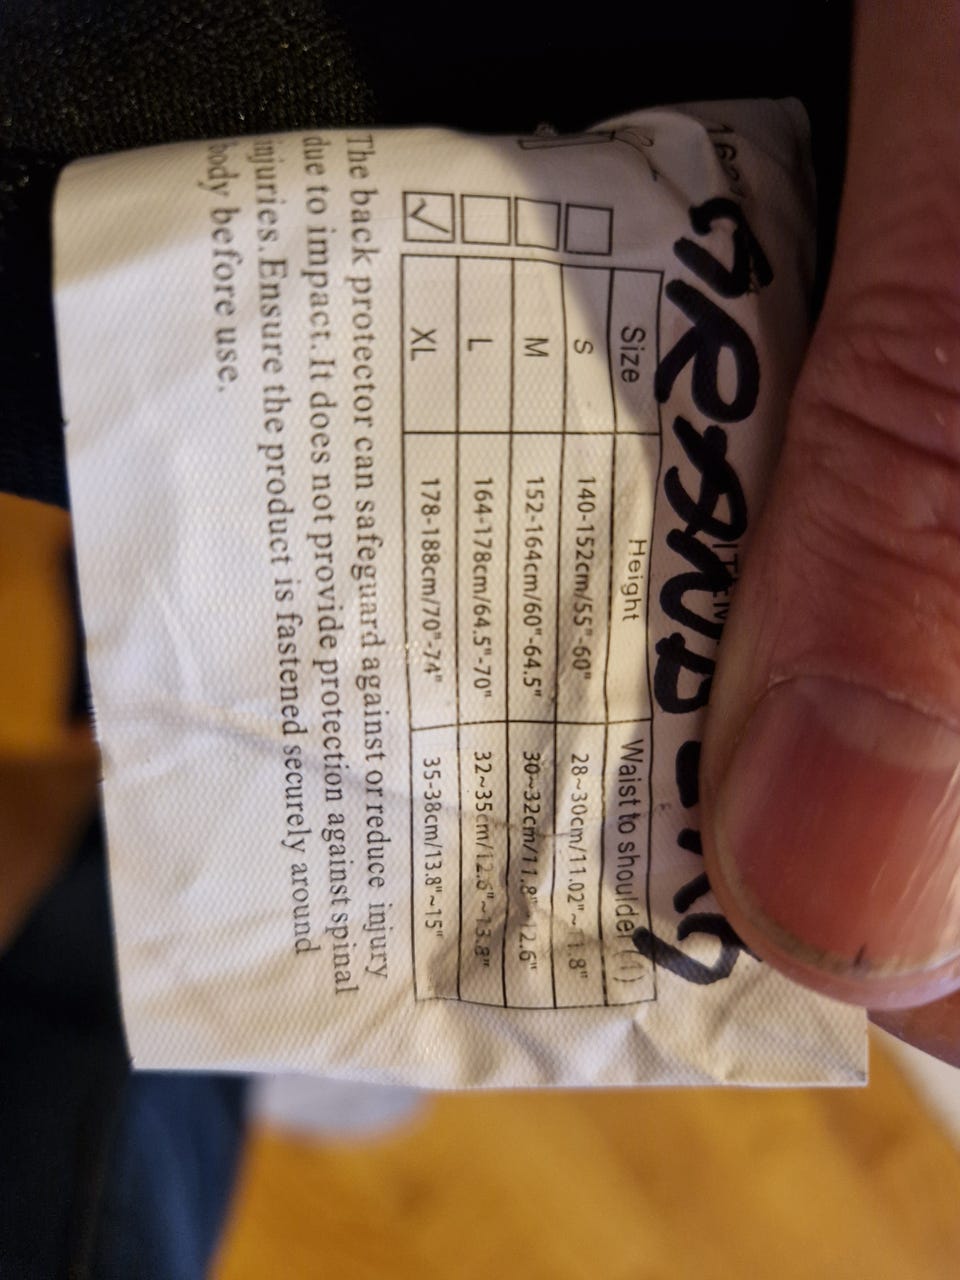 Size Height Waist to shoulder (1)
S 140-152cm/55"-60" 28~30cm/11.02"~11.8"
M 152-164cm/60"-64.5" 30~32cm/11.8"~12.6"
L 164-178cm/64.5"-70" 32~35cm/12.6"~13.8"
XL 178-188cm/70"-74" 35-38cm/13.8"~15"
The back protector can safeguard against or reduce injury
due to impact. It does not provide protection against spinal
injuries. Ensure the product is fastened securely around
body before use.